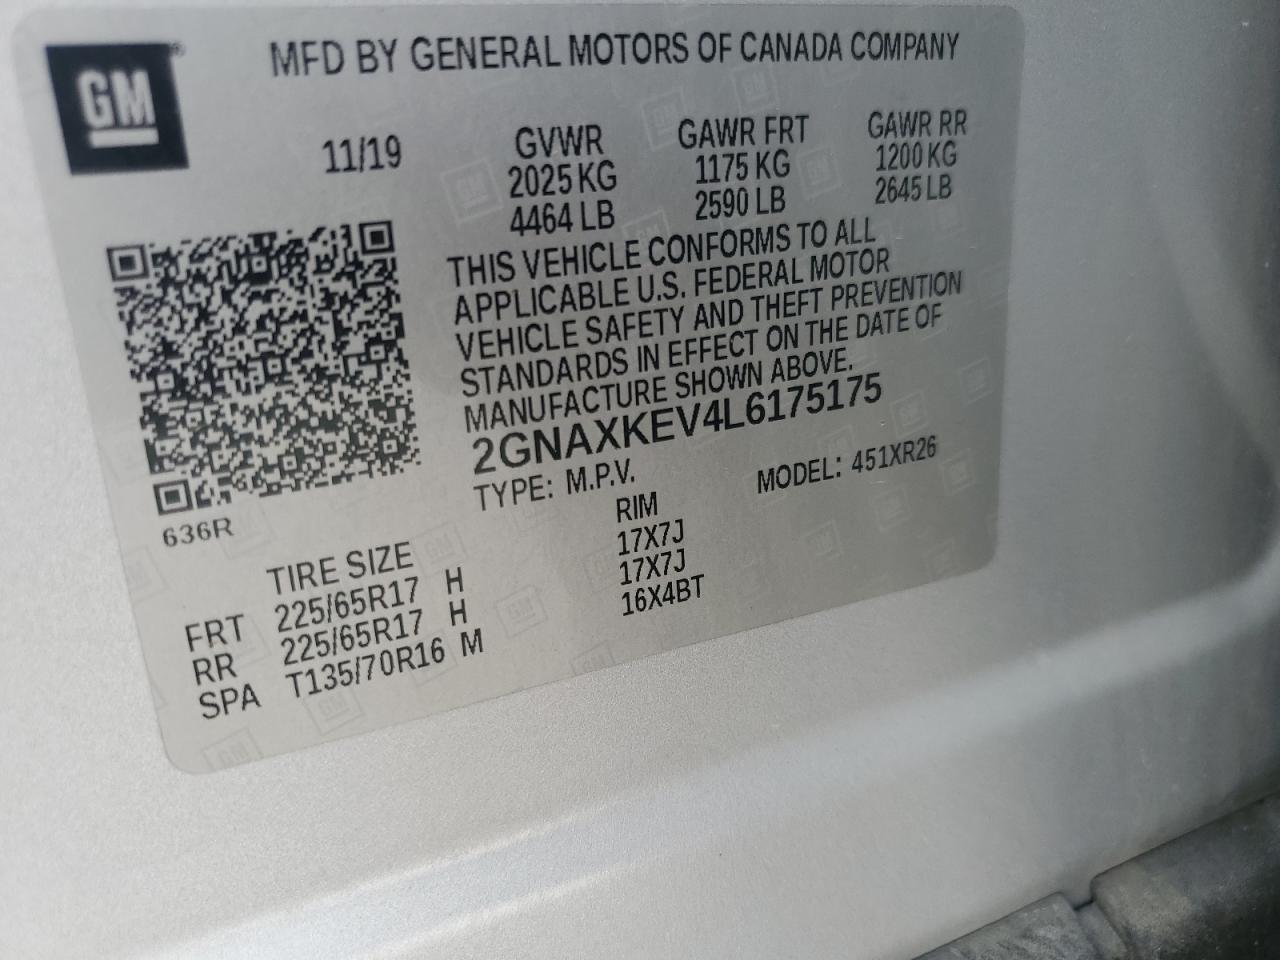 GM®
MFD BY GENERAL MOTORS OF CANADA COMPANY
11/19 GVWR GAWR FRT GAWR RR
2025 KG 1175 KG 1200 KG
4464 LB 2590 LB 2645 LB
THIS VEHICLE CONFORMS TO ALL
APPLICABLE U.S. FEDERAL MOTOR
VEHICLE SAFETY AND THEFT PREVENTION
STANDARDS IN EFFECT ON THE DATE OF
MANUFACTURE SHOWN ABOVE.
2GNAXKEV4L6175175
TYPE: M.P.V. MODEL: 451XR26
636R
TIRE SIZE RIM
FRT 225/65R17 H 17X7J
RR 225/65R17 H 17X7J
SPA T135/70R16 M 16X4BT